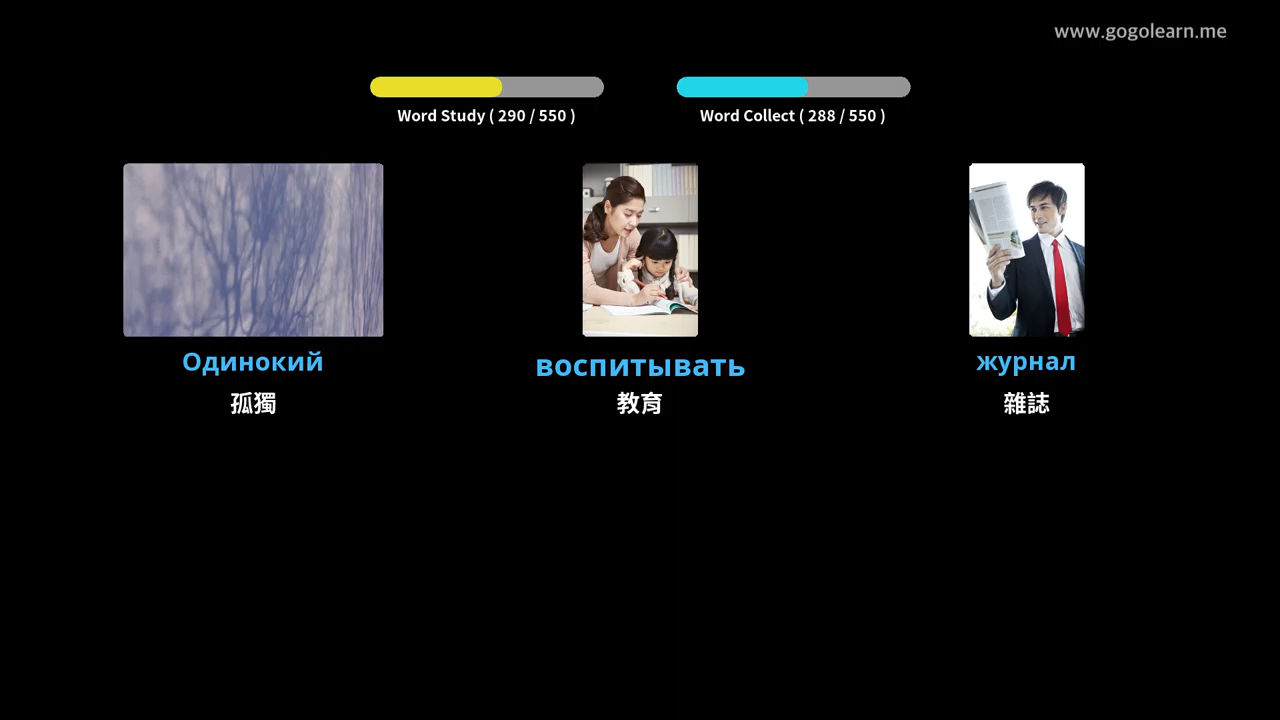 www.gogolearn.me
Word Study ( 290 / 550 )
Word Collect ( 288 / 550 )
Одинокий
воспитывать
журнал
孤獨
教育
雜誌